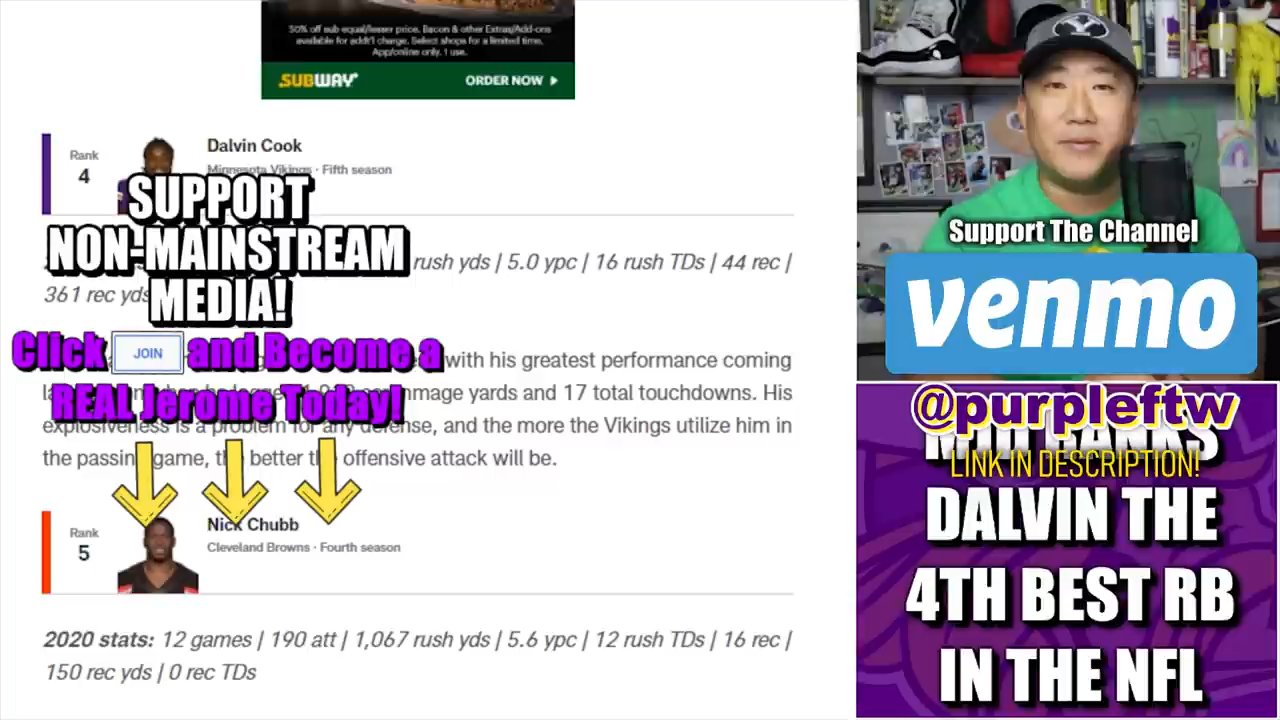 50% off sub equal/lesser price. Bacon & other Extras/Add-ons
available for addt'l charge. Select shops for a limited time.
App/online only. 1 use.
SUBWAY
ORDER NOW
Rank
4
Dalvin Cook
Minnesota Vikings · Fifth season
SUPPORT
NON-MAINSTREAM
MEDIA!
Click JOIN and Become a
REAL Jerome Today!
rush yds | 5.0 ypc | 16 rush TDs | 44 rec |
361 rec yds
with his greatest performance coming
scrimmage yards and 17 total touchdowns. His
explosiveness is a problem for any defense, and the more the Vikings utilize him in
the passing game, the better the offensive attack will be.
Rank
5
Nick Chubb
Cleveland Browns · Fourth season
2020 stats: 12 games | 190 att | 1,067 rush yds | 5.6 ypc | 12 rush TDs | 16 rec |
150 rec yds | 0 rec TDs
Support The Channel
venmo
@purpleftw
LINK IN DESCRIPTION!
DALVIN THE
4TH BEST RB
IN THE NFL